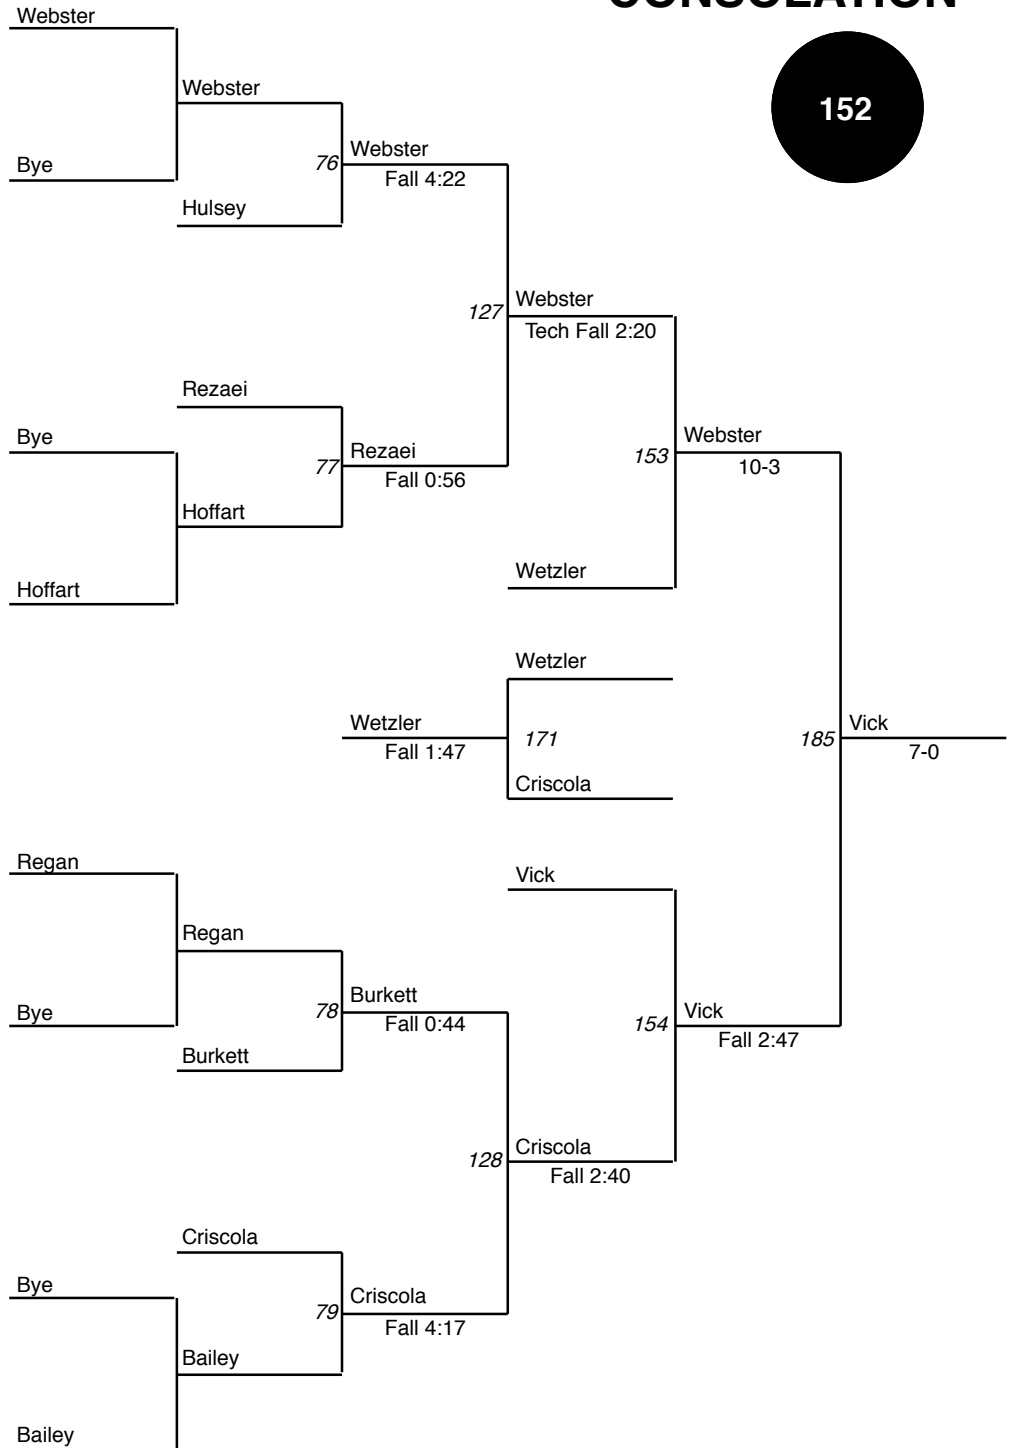 CONSOLATION
Webster
152
Webster
Webster
76
Bye
Fall 4:22
Hulsey
Webster
127
Tech Fall 2:20
Rezaei
Webster
Bye
Rezaei
153
77
10-3
Fall 0:56
Hoffart
Wetzler
Hoffart
Wetzler
Wetzler
Vick
171
185
Fall 1:47
7-0
Criscola
Regan
Vick
Regan
Burkett
78
Vick
Bye
Fall 0:44
154
Fall 2:47
Burkett
Criscola
128
Fall 2:40
Criscola
Bye
Criscola
79
Fall 4:17
Bailey
Bailey